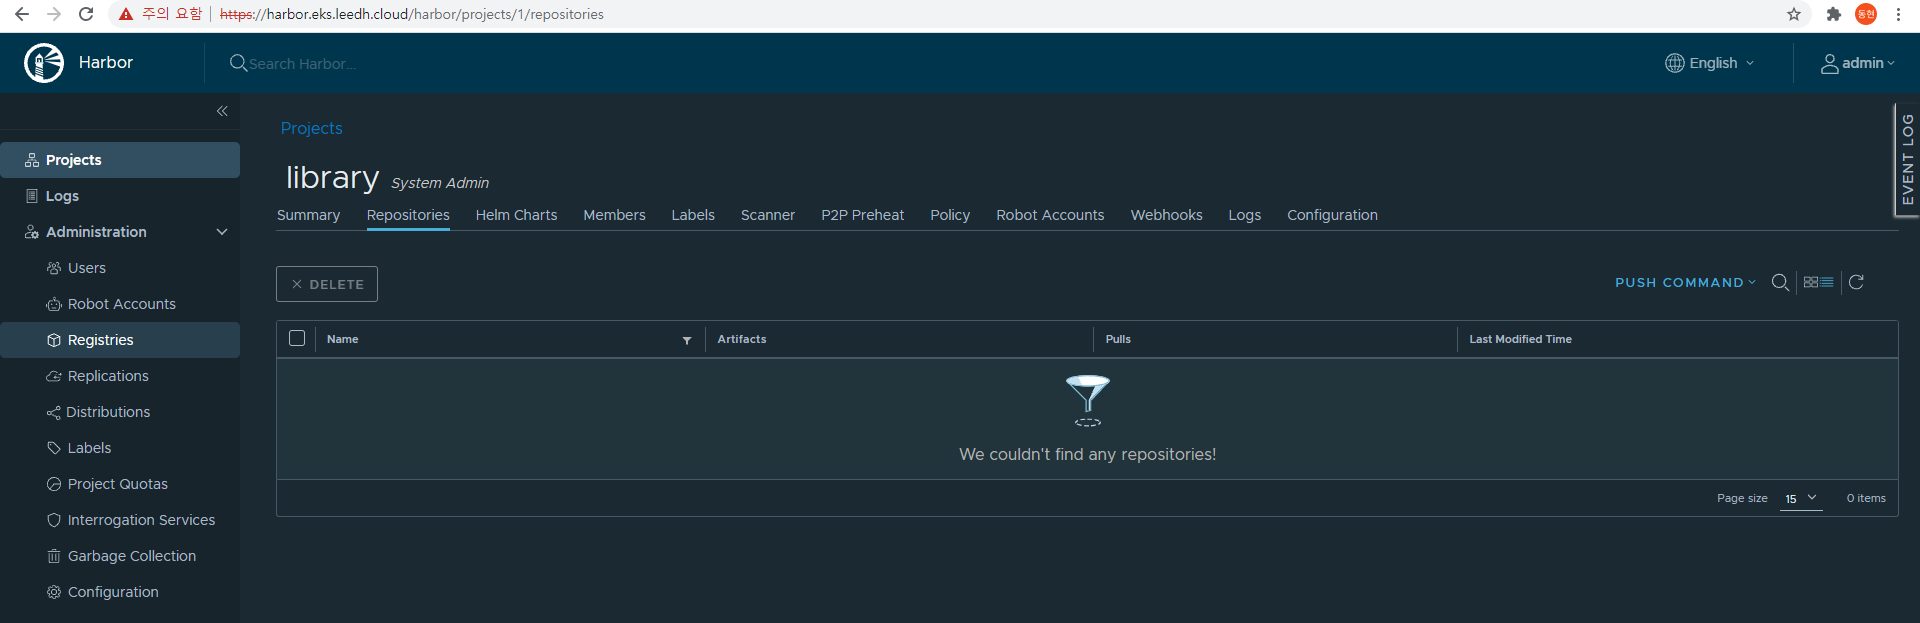 주의 요함 https://harbor.eks.leedh.cloud/harbor/projects/1/repositories 동현
Harbor Search Harbor... English admin
Projects
EVENT LOG
Projects
library System Admin
Logs
Summary Repositories Helm Charts Members Labels Scanner P2P Preheat Policy Robot Accounts Webhooks Logs Configuration
Administration
Users
DELETE PUSH COMMAND
Robot Accounts
Registries
Name Artifacts Pulls Last Modified Time
Replications
Distributions
Labels
We couldn't find any repositories!
Project Quotas
Page size 15 0 items
Interrogation Services
Garbage Collection
Configuration